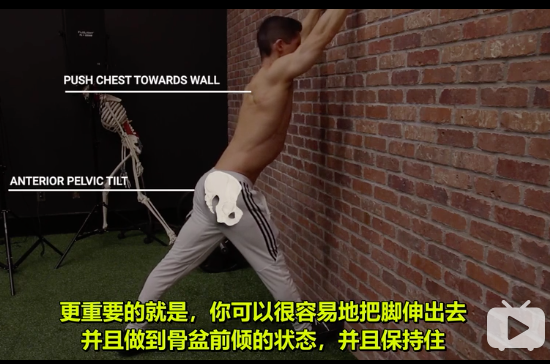 PUSH CHEST TOWARDS WALL
ANTERIOR PELVIC TILT
更重要的就是，你可以很容易地把脚伸出去
并且做到骨盆前倾的状态，并且保持住